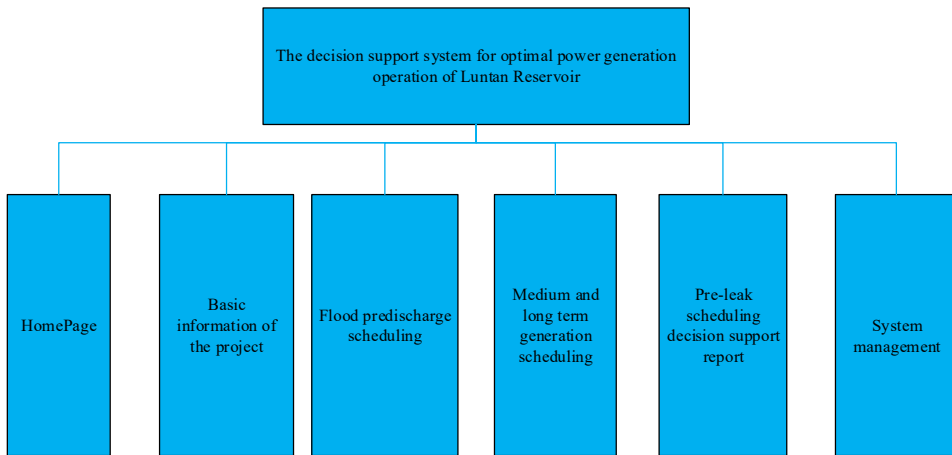 The decision support system for optimal power generation
operation of Luntan Reservoir
HomePage
Basic
information of
the project
Flood predischarge
scheduling
Medium and
long term
generation
scheduling
Pre-leak
scheduling
decision support
report
System
management